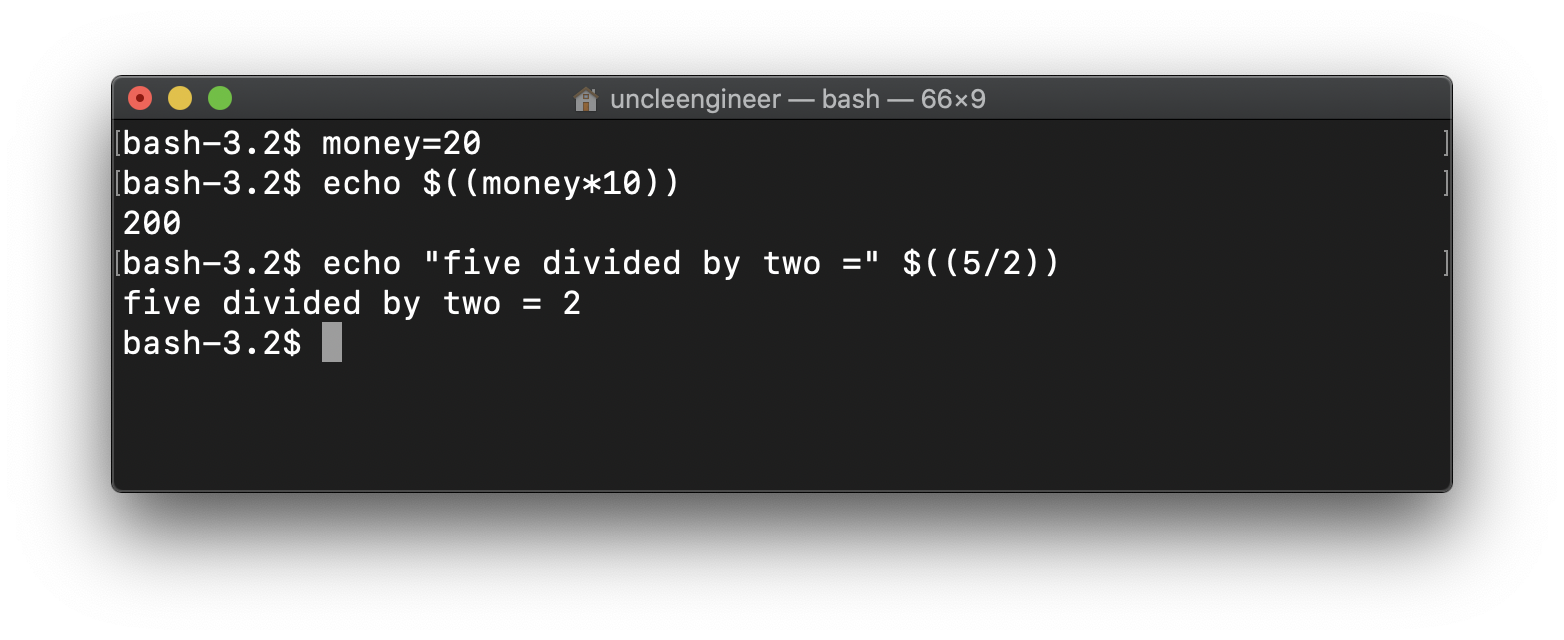 uncleengineer — bash — 66×9
bash-3.2$ money=20
bash-3.2$ echo $((money*10))
200
bash-3.2$ echo "five divided by two =" $((5/2))
five divided by two = 2
bash-3.2$